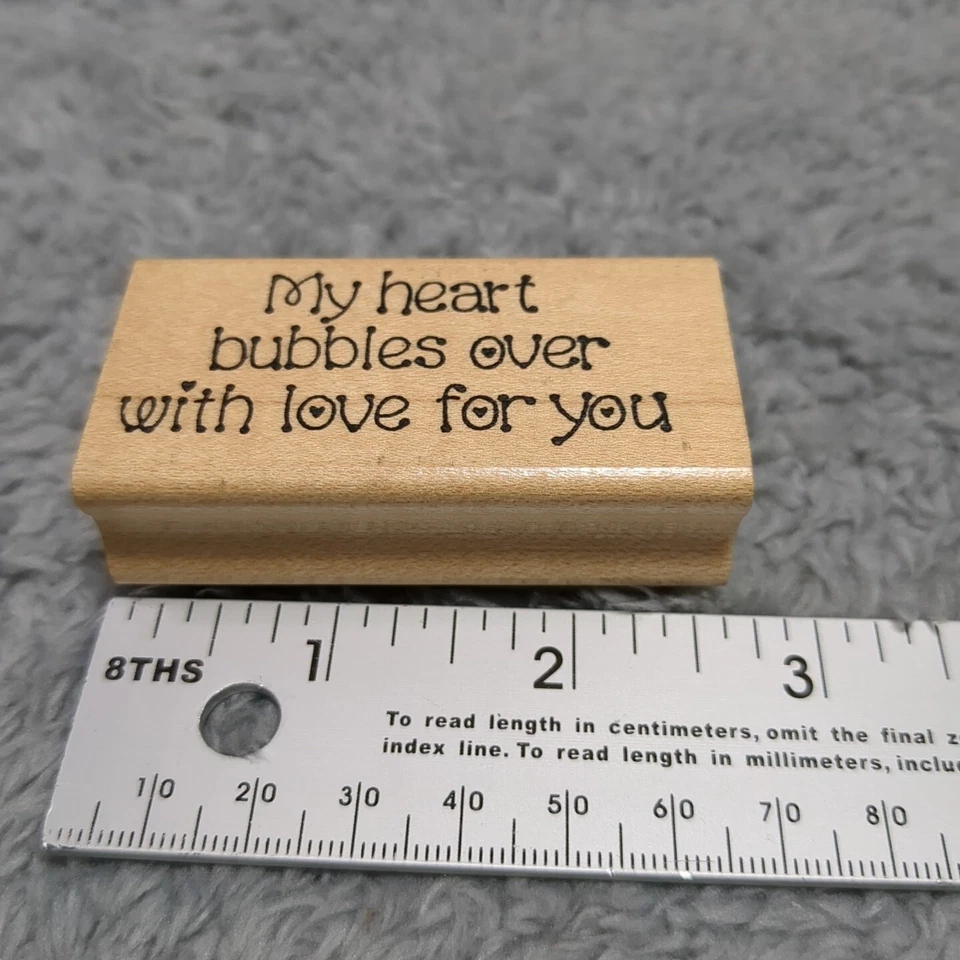 My heart
bubbles over
with love for you
1 2 3
8THS
To read length in centimeters, omit the final
index line. To read length in millimeters,
10 20 30 40 50 60 70 80